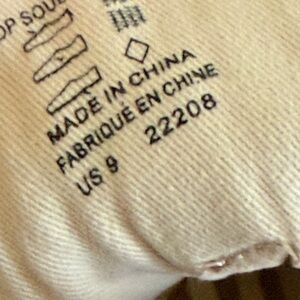 MADE IN CHINA
FABRIQUÉ EN CHINE
US 9 22208